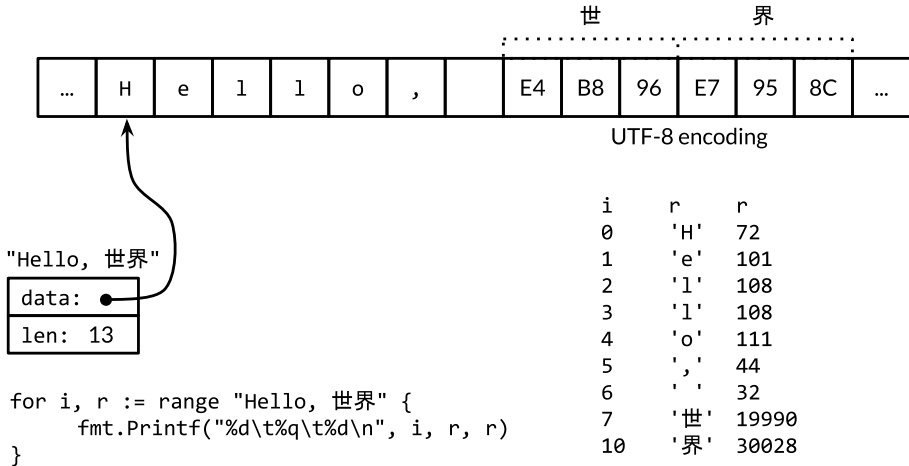 世 界
… H e l l o , E4 B8 96 E7 95 8C …
UTF-8 encoding
"Hello, 世界"
data:
len: 13
for i, r := range "Hello, 世界" {
fmt.Printf("%d\t%q\t%d\n", i, r, r)
}
i r r
0 'H' 72
1 'e' 101
2 'l' 108
3 'l' 108
4 'o' 111
5 ',' 44
6 ' ' 32
7 '世' 19990
10 '界' 30028